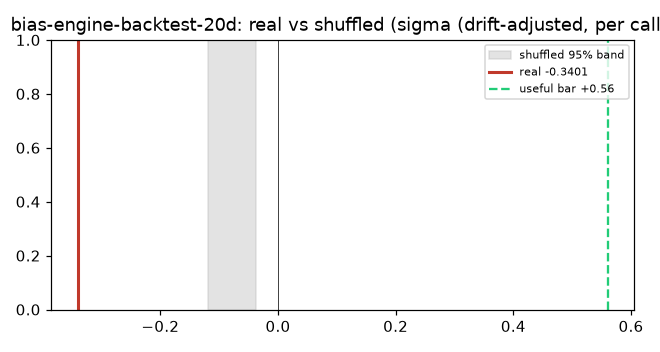 bias-engine-backtest-20d: real vs shuffled (sigma (drift-adjusted, per call
1.0
0.8
0.6
0.4
0.2
0.0
shuffled 95% band
real -0.3401
useful bar +0.56
−0.2
0.0
0.2
0.4
0.6